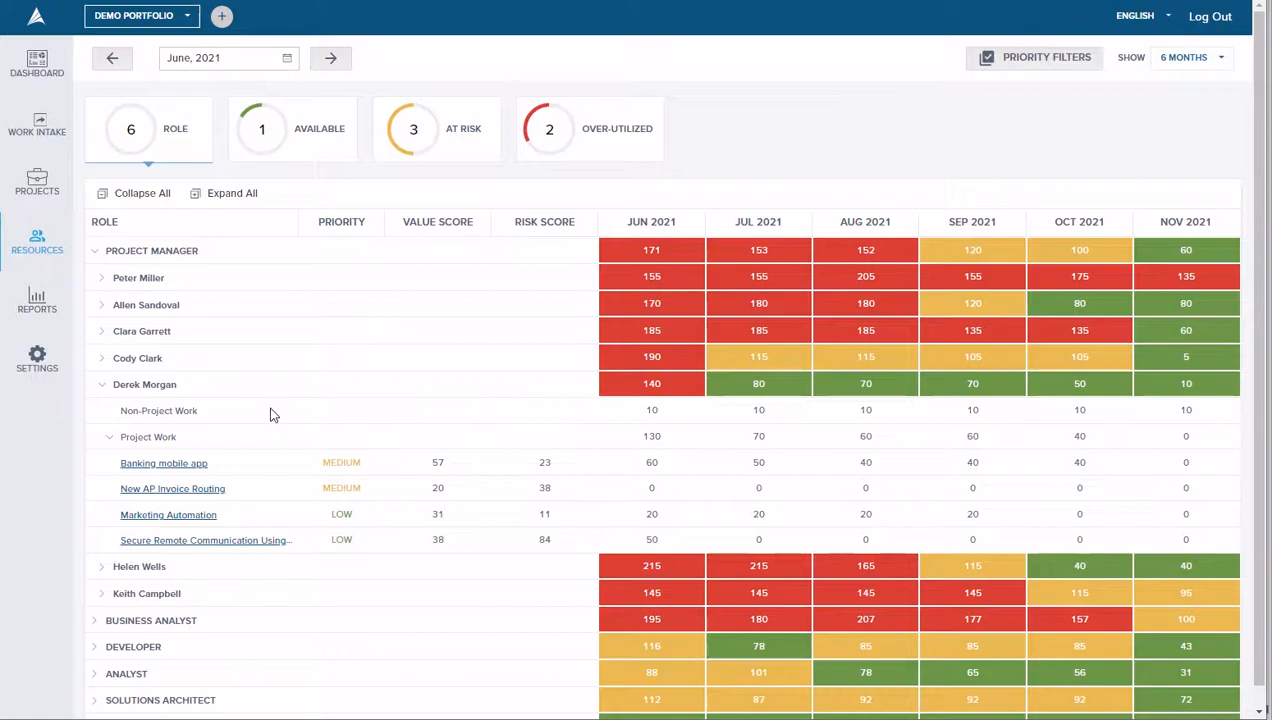 DEMO PORTFOLIO ENGLISH Log Out
DASHBOARD
WORK INTAKE
PROJECTS
RESOURCES
REPORTS
SETTINGS
June, 2021 PRIORITY FILTERS SHOW 6 MONTHS
6 ROLE 1 AVAILABLE 3 AT RISK 2 OVER-UTILIZED
Collapse All Expand All
ROLE PRIORITY VALUE SCORE RISK SCORE JUN 2021 JUL 2021 AUG 2021 SEP 2021 OCT 2021 NOV 2021
PROJECT MANAGER 171 153 152 120 100 60
Peter Miller 155 155 205 155 175 135
Allen Sandoval 170 180 180 120 80 80
Clara Garrett 185 185 185 135 135 60
Cody Clark 190 115 115 105 105 5
Derek Morgan 140 80 70 70 50 10
Non-Project Work 10 10 10 10 10 10
Project Work 130 70 60 60 40 0
Banking mobile app MEDIUM 57 23 60 50 40 40 40 0
New AP Invoice Routing MEDIUM 20 38 0 0 0 0 0 0
Marketing Automation LOW 31 11 20 20 20 20 0 0
Secure Remote Communication Using... LOW 38 84 50 0 0 0 0 0
Helen Wells 215 215 165 115 40 40
Keith Campbell 145 145 145 145 115 95
BUSINESS ANALYST 195 180 207 177 157 100
DEVELOPER 116 78 85 85 85 43
ANALYST 88 101 78 65 56 31
SOLUTIONS ARCHITECT 112 87 92 92 92 72